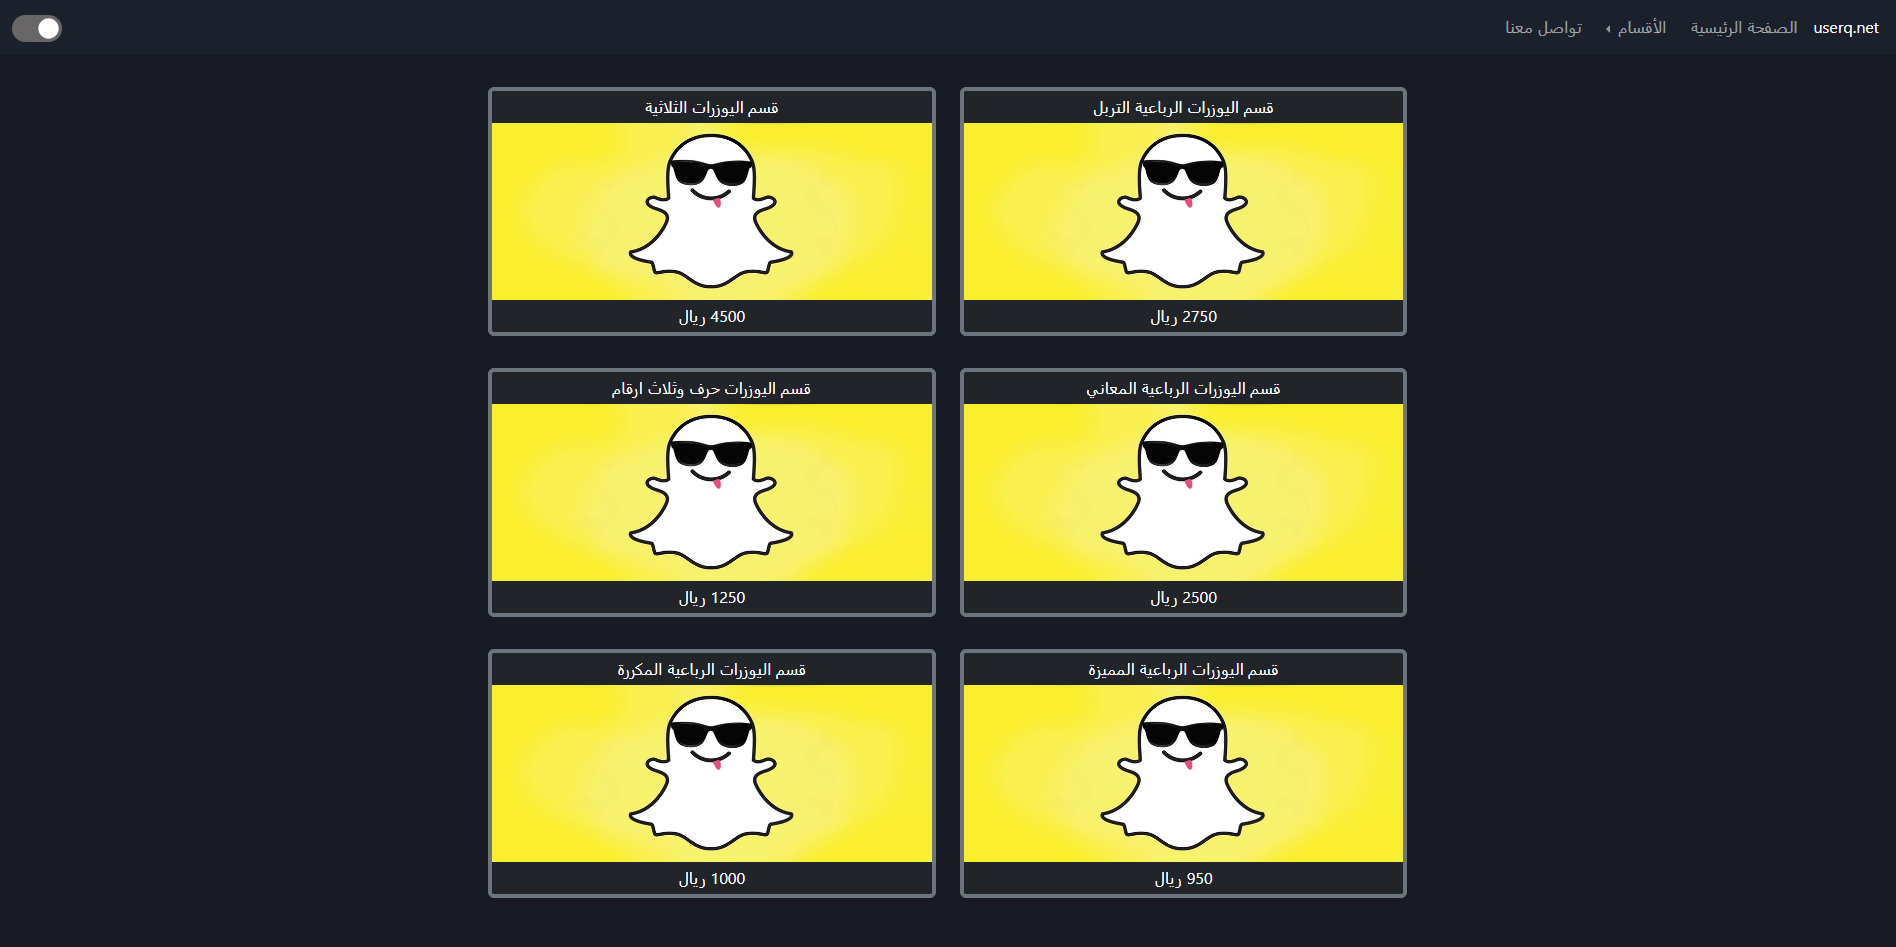 userq.net
الصفحة الرئيسية
الأقسام
تواصل معنا
قسم اليوزرات الرباعية التربل
2750 ريال
قسم اليوزرات الثلاثية
4500 ريال
قسم اليوزرات الرباعية المعاني
2500 ريال
قسم اليوزرات حرف وثلاث ارقام
1250 ريال
قسم اليوزرات الرباعية المميزة
950 ريال
قسم اليوزرات الرباعية المكررة
1000 ريال